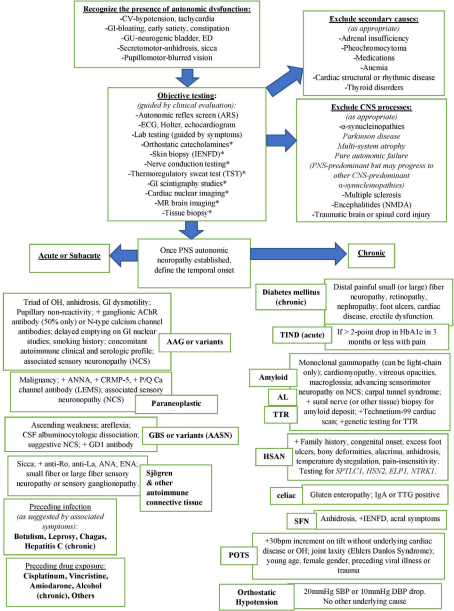 Recognize the presence of autonomic dysfunction:
-CV-hypotension, tachycardia
-GI-bloating, early satiety, constipation
-GU-neurogenic bladder, ED
-Secretomotor-anhidrosis, sicca
-Pupillomotor-blurred vision
Exclude secondary causes:
(as appropriate)
-Adrenal insufficiency
-Pheochromocytoma
-Medications
-Anemia
-Cardiac structural or rhythmic disease
-Thyroid disorders
Objective testing:
(guided by clinical evaluation):
-Autonomic reflex screen (ARS)
-ECG, Holter, echocardiogram
-Lab testing (guided by symptoms)
-Orthostatic catecholamines*
-Skin biopsy (IENFD)*
-Nerve conduction testing*
-Thermoregulatory sweat test (TST)*
-GI scintigraphy studies*
-Cardiac nuclear imaging*
-MR brain imaging*
-Tissue biopsy*
Exclude CNS processes:
(as appropriate)
-α-synucleinopathies
Parkinson disease
Multi-system atrophy
Pure autonomic failure
(PNS-predominant but may progress to
other CNS-predominant
α-synucleinopathies)
-Multiple sclerosis
-Encephalitides (NMDA)
-Traumatic brain or spinal cord injury
Acute or Subacute
Once PNS autonomic
neuropathy established,
define the temporal onset
Chronic
Triad of OH, anhidrosis, GI dysmotility;
Pupillary non-reactivity; + ganglionic AChR
antibody (50% only) or N-type calcium channel
antibodies; delayed emptying on GI nuclear
studies; smoking history; concomitant
autoimmune clinical and serologic profile;
associated sensory neuropathy (NCS)
AAG or variants
Malignancy; + ANNA, + CRMP-5, + P/Q Ca
channel antibody (LEMS); associated sensory
neuronopathy (NCS)
Paraneoplastic
Ascending weakness; areflexia;
CSF albuminocytologic dissociation;
suggestive NCS; + GD1 antibody
GBS or variants (AASN)
Sicca; + anti-Ro, anti-La, ANA; ENA;
small fiber or large fiber sensory
neuropathy or sensory ganglionopathy.
Sjögren
& other
autoimmune
connective tissue
Preceding infection
(as suggested by associated
symptoms):
Botulism, Leprosy, Chagas,
Hepatitis C (chronic)
Preceding drug exposure:
Cisplatinum, Vincristine,
Amiodarone, Alcohol
(chronic), Others
Diabetes mellitus
(chronic)
Distal painful small (or large) fiber
neuropathy, retinopathy,
nephropathy, foot ulcers, cardiac
disease, erectile dysfunction.
TIND (acute)
If > 2-point drop in HbA1c in 3
months or less with pain
Amyloid
AL
TTR
Monoclonal gammopathy (can be light-chain
only); cardiomyopathy, vitreous opacities,
macroglossia; advancing sensorimotor
neuropathy on NCS; carpal tunnel syndrome;
+ sural nerve (or other tissue) biopsy for
amyloid deposit; +Technetium-99 cardiac
scan; +genetic testing for TTR
HSAN
+ Family history, congenital onset, excess foot
ulcers, bony deformities, alacrima, anhidrosis,
temperature dysregulation, pain-insensitivity.
Testing for SPTLC1, HSN2, ELP1, NTRK1.
celiac
Gluten enteropathy; IgA or TTG positive
SFN
Anhidrosis, +IENFD, acral symptoms
POTS
+30bpm increment on tilt without underlying cardiac
disease or OH; joint laxity (Ehlers Danlos Syndrome);
young age, female gender, preceding viral illness
or trauma
Orthostatic
Hypotension
20mmHg SBP or 10mmHg DBP drop.
No other underlying cause